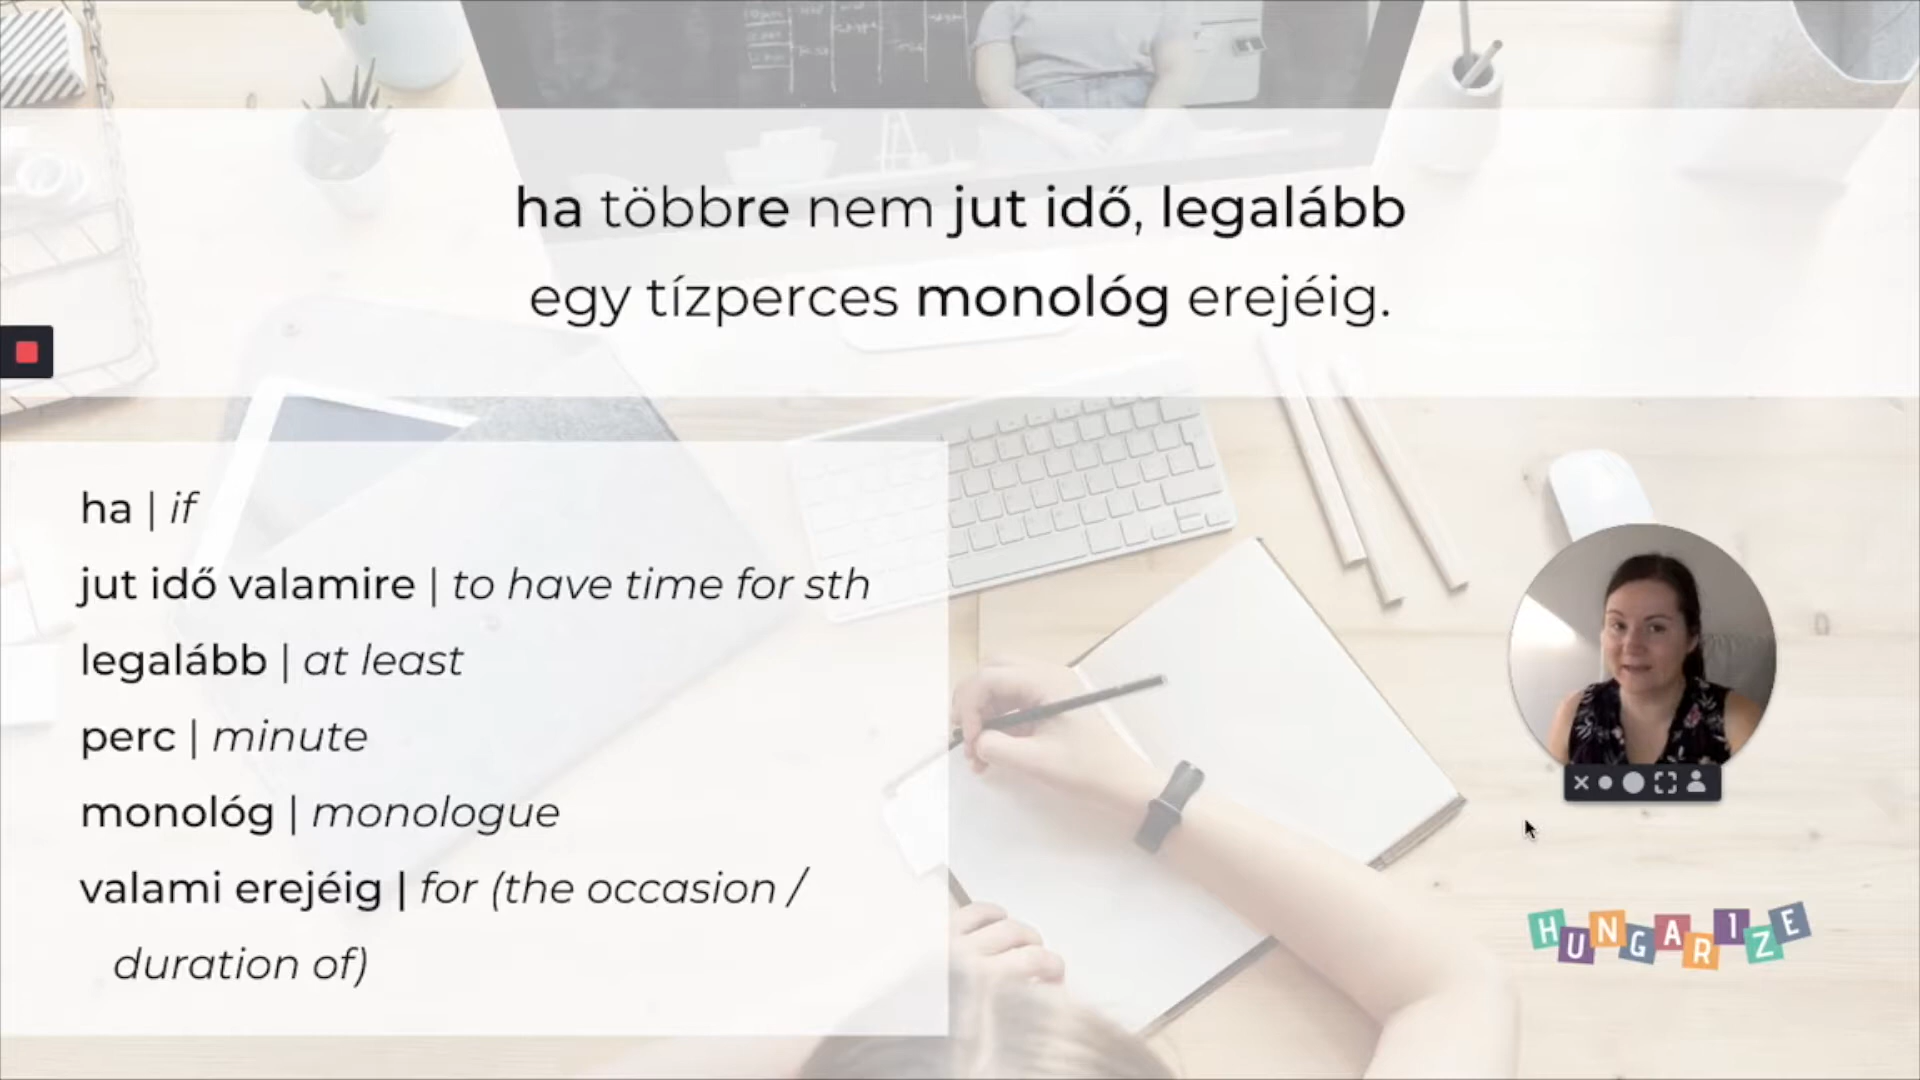 ha többre nem jut idő, legalább
egy tízperces monológ erejéig.
ha | if
jut idő valamire | to have time for sth
legalább | at least
perc | minute
monológ | monologue
valami erejéig | for (the occasion /
duration of)
HUNGARIZE